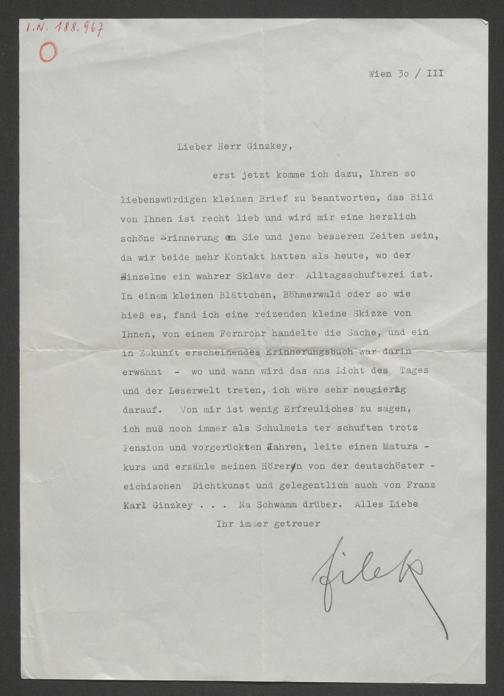 I.N. 188.967
Wien 30 / III
Lieber Herr Ginzkey,
erst jetzt komme ich dazu, Ihren so
liebenswürdigen kleinen Brief zu beantworten, das Bild
von Ihnen ist recht lieb und wird mir eine herzlich
schöne Erinnerung an Sie und jene besseren Zeiten sein,
da wir beide mehr Kontakt hatten als heute, wo der
Einzelne ein wahrer Sklave der Alltagsschufterei ist.
In einem kleinen Blättchen, Böhmerwald oder so wie
hieß es, fand ich eine reizenden kleine Skizze von
Ihnen, von einem Fernrohr handelte die Sache, und ein
in Zukunft erscheinendes Erinnerungsbuch war darin
erwähnt - wo und wann wird das ans Licht des Tages
und der Leserwelt treten, ich wäre sehr neugierig
darauf. Von mir ist wenig Erfreuliches zu sagen,
ich muß noch immer als Schulmeis ter schuften trotz
Pension und vorgerückten Jahren, leite einen Matura -
kurs und erzähle meinen Hörern von der deutschöster -
eichischen Dichtkunst und gelegentlich auch von Franz
Karl Ginzkey . . . Na Schwamm drüber. Alles Liebe
Ihr immer getreuer
filek